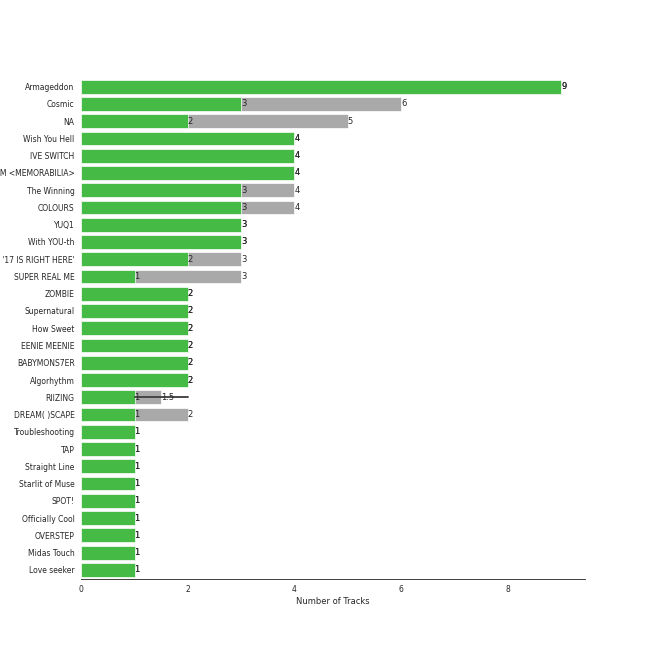 Armageddon 9
Cosmic 3 6
NA 2 5
Wish You Hell 4
IVE SWITCH 4
M <MEMORABILIA> 4
The Winning 3 4
COLOURS 3 4
YUQ1 3
With YOU-th 3
'17 IS RIGHT HERE' 2 3
SUPER REAL ME 1 3
ZOMBIE 2
Supernatural 2
How Sweet 2
EENIE MEENIE 2
BABYMONS7ER 2
Algorhythm 2
RIIZING 1 1.5
DREAM( )SCAPE 1 2
Troubleshooting 1
TAP 1
Straight Line 1
Starlit of Muse 1
SPOT! 1
Officially Cool 1
OVERSTEP 1
Midas Touch 1
Love seeker 1
0 2 4 6 8
Number of Tracks